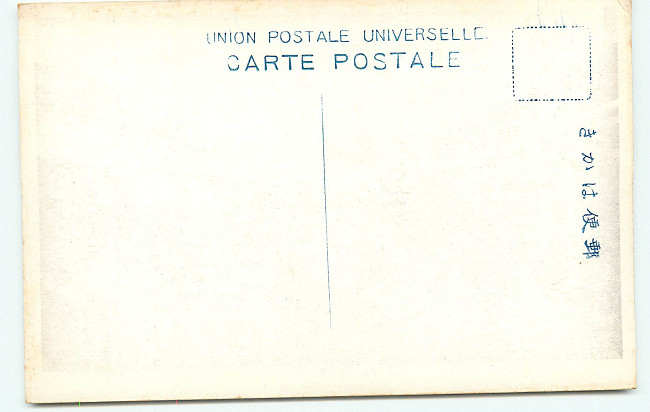 UNION POSTALE UNIVERSELLE.
CARTE POSTALE
きかは便郵